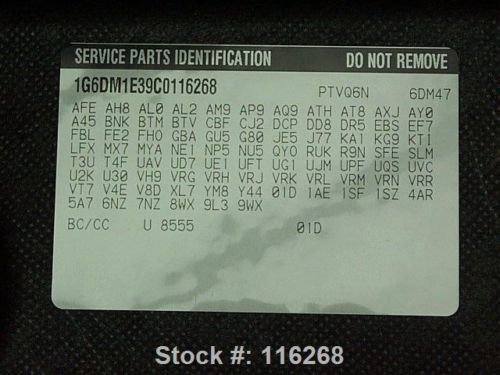 SERVICE PARTS IDENTIFICATION DO NOT REMOVE
1G6DM1E39C0116268 PTVQ6N 6DM47
AFE AH8 AL0 AL2 AM9 AP9 AQ9 ATH AT8 AXJ AY0
A45 BNK BTM BTV CBF CJ2 DCP DD8 DR5 EBS EF7
FBL FE2 FHO GBA GU5 G80 JE5 J77 KA1 KG9 KTI
LFX MX7 MYA NE1 NP5 NU5 QYO RUK R9N SFE SLM
T3U T4F UAV UD7 UE1 UFT UG1 UJM UPF UQS UVC
U2K U30 VH9 VRG VRH VRJ VRK VRL VRM VRN VRR
VT7 V4E V8D XL7 YM8 Y44 01D 1AE 1SF 1SZ 4AR
5A7 6NZ 7NZ 8WX 9L3 9WX
BC/CC U 8555 01D
Stock #: 116268